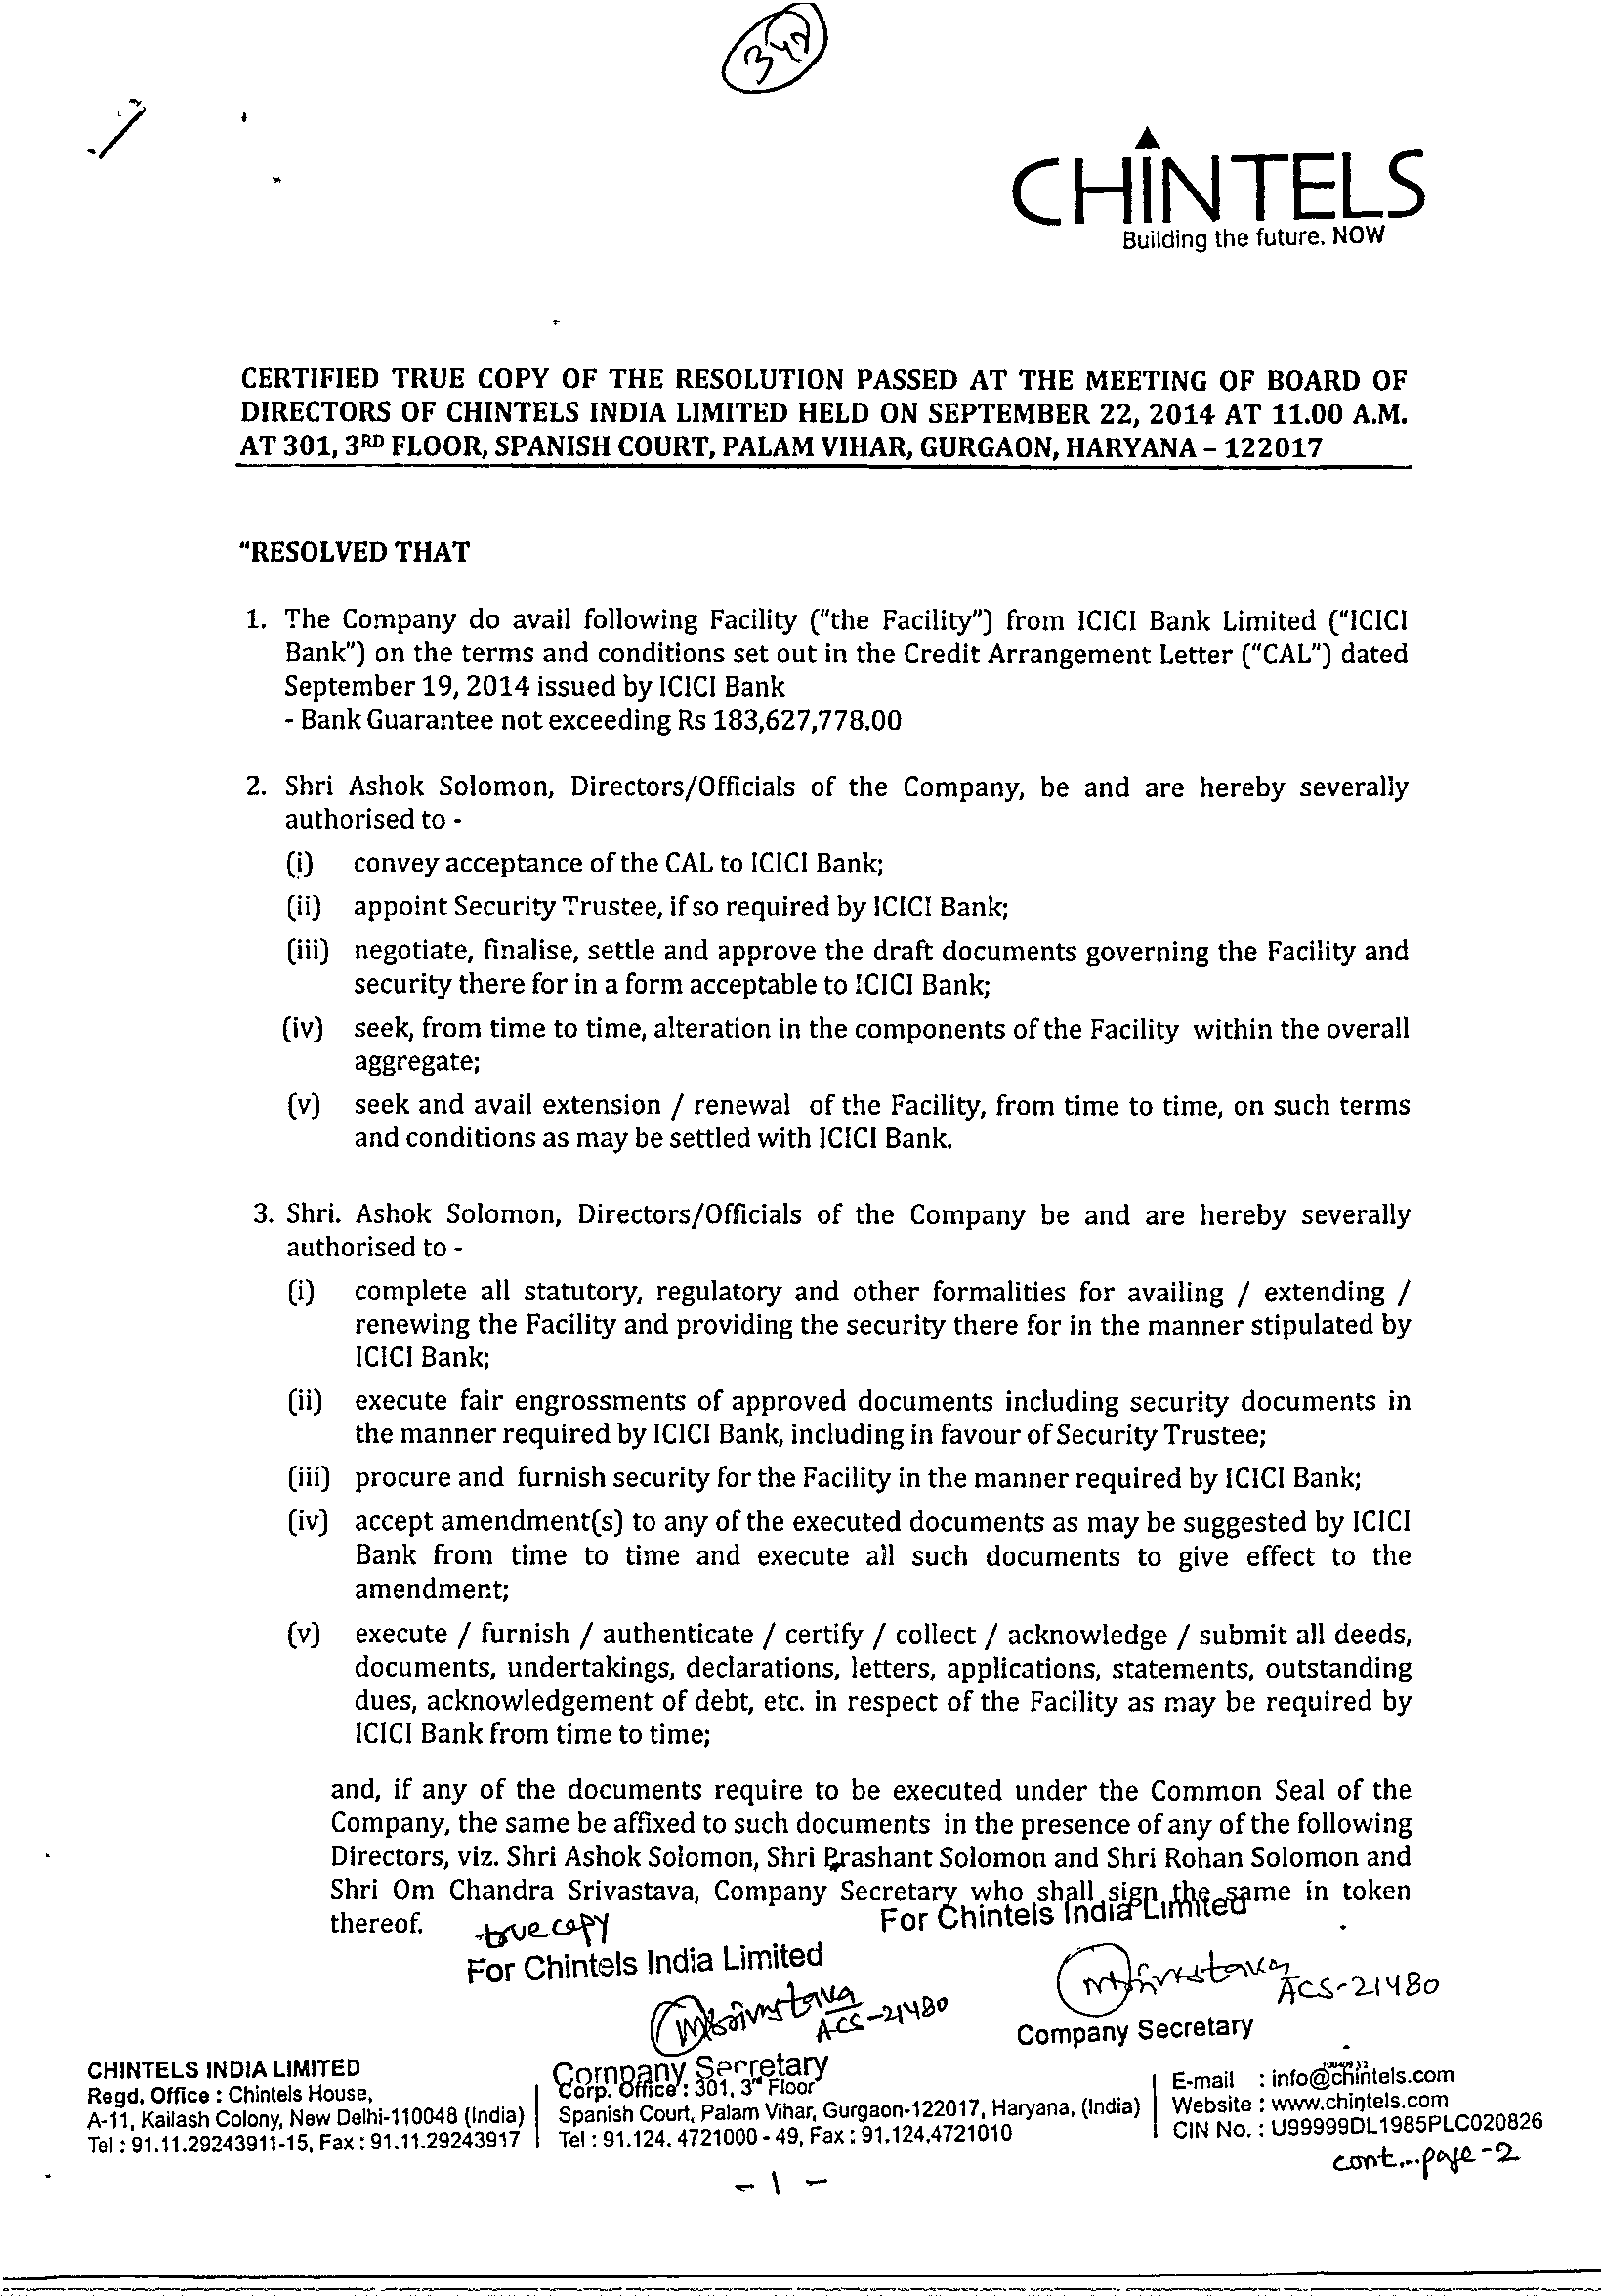 342
CHINTELS
Building the future. NOW
CERTIFIED TRUE COPY OF THE RESOLUTION PASSED AT THE MEETING OF BOARD OF
DIRECTORS OF CHINTELS INDIA LIMITED HELD ON SEPTEMBER 22, 2014 AT 11.00 A.M.
AT 301, 3RD FLOOR, SPANISH COURT, PALAM VIHAR, GURGAON, HARYANA – 122017
"RESOLVED THAT
1. The Company do avail following Facility ("the Facility") from ICICI Bank Limited ("ICICI
Bank") on the terms and conditions set out in the Credit Arrangement Letter ("CAL") dated
September 19, 2014 issued by ICICI Bank
- Bank Guarantee not exceeding Rs 183,627,778.00
2. Shri Ashok Solomon, Directors/Officials of the Company, be and are hereby severally
authorised to -
(i) convey acceptance of the CAL to ICICI Bank;
(ii) appoint Security Trustee, if so required by ICICI Bank;
(iii) negotiate, finalise, settle and approve the draft documents governing the Facility and
security there for in a form acceptable to ICICI Bank;
(iv) seek, from time to time, alteration in the components of the Facility within the overall
aggregate;
(v) seek and avail extension / renewal of the Facility, from time to time, on such terms
and conditions as may be settled with ICICI Bank.
3. Shri. Ashok Solomon, Directors/Officials of the Company be and are hereby severally
authorised to -
(i) complete all statutory, regulatory and other formalities for availing / extending /
renewing the Facility and providing the security there for in the manner stipulated by
ICICI Bank;
(ii) execute fair engrossments of approved documents including security documents in
the manner required by ICICI Bank, including in favour of Security Trustee;
(iii) procure and furnish security for the Facility in the manner required by ICICI Bank;
(iv) accept amendment(s) to any of the executed documents as may be suggested by ICICI
Bank from time to time and execute all such documents to give effect to the
amendment;
(v) execute / furnish / authenticate / certify / collect / acknowledge / submit all deeds,
documents, undertakings, declarations, letters, applications, statements, outstanding
dues, acknowledgement of debt, etc. in respect of the Facility as may be required by
ICICI Bank from time to time;
and, if any of the documents require to be executed under the Common Seal of the
Company, the same be affixed to such documents in the presence of any of the following
Directors, viz. Shri Ashok Solomon, Shri Prashant Solomon and Shri Rohan Solomon and
Shri Om Chandra Srivastava, Company Secretary who shall sign the same in token
thereof.
true copy
For Chintels India Limited
For Chintels India Limited
ACS-21480
ACS-21480
Company Secretary
Company Secretary
CHINTELS INDIA LIMITED
Regd. Office : Chintels House,
A-11, Kailash Colony, New Delhi-110048 (India)
Tel : 91.11.29243911-15, Fax : 91.11.29243917
Corp. Office : 301, 3rd Floor
Spanish Court, Palam Vihar, Gurgaon-122017, Haryana, (India)
Tel : 91.124. 4721000 - 49, Fax : 91.124.4721010
E-mail : info@chintels.com
Website : www.chintels.com
CIN No. : U99999DL1985PLC020826
cont...page -2
- 1 -